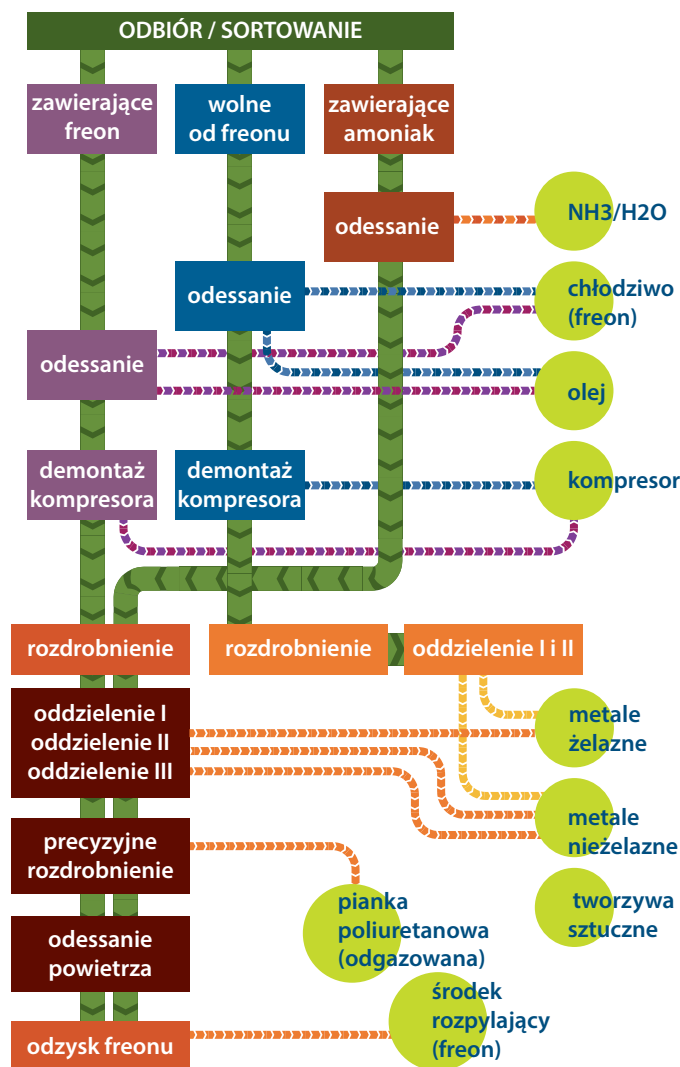 ODBIÓR / SORTOWANIE
zawierające
freon
wolne
od freonu
zawierające
amoniak
odessanie
NH3/H2O
odessanie
chłodziwo
(freon)
odessanie
olej
demontaż
kompresora
demontaż
kompresora
kompresor
rozdrobnienie
rozdrobnienie
oddzielenie I i II
oddzielenie I
oddzielenie II
oddzielenie III
metale
żelazne
metale
nieżelazne
precyzyjne
rozdrobnienie
pianka
poliuretanowa
(odgazowana)
tworzywa
sztuczne
odessanie
powietrza
środek
rozpylający
(freon)
odzysk freonu